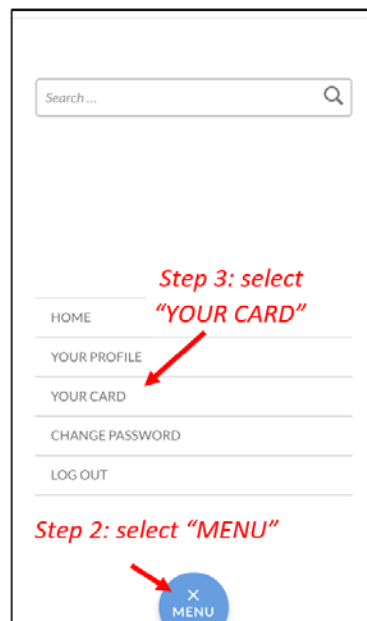 Search ...
Step 3: select
"YOUR CARD"
HOME
YOUR PROFILE
YOUR CARD
CHANGE PASSWORD
LOG OUT
Step 2: select "MENU"
×
MENU